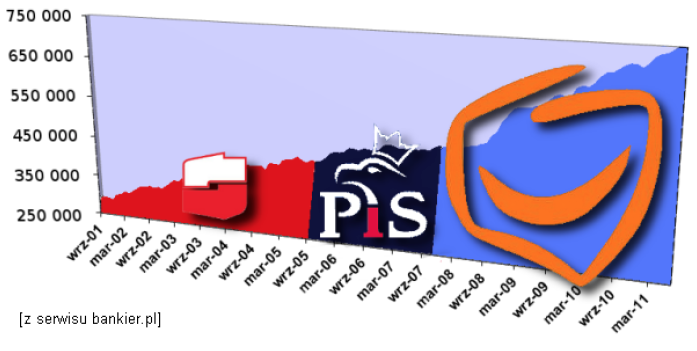 750 000
650 000
550 000
450 000
350 000
250 000
PiS
wrz-01
mar-02
wrz-02
mar-03
wrz-03
mar-04
wrz-04
mar-05
wrz-05
mar-06
wrz-06
mar-07
wrz-07
mar-08
wrz-08
mar-09
wrz-09
mar-10
wrz-10
mar-11
[z serwisu bankier.pl]